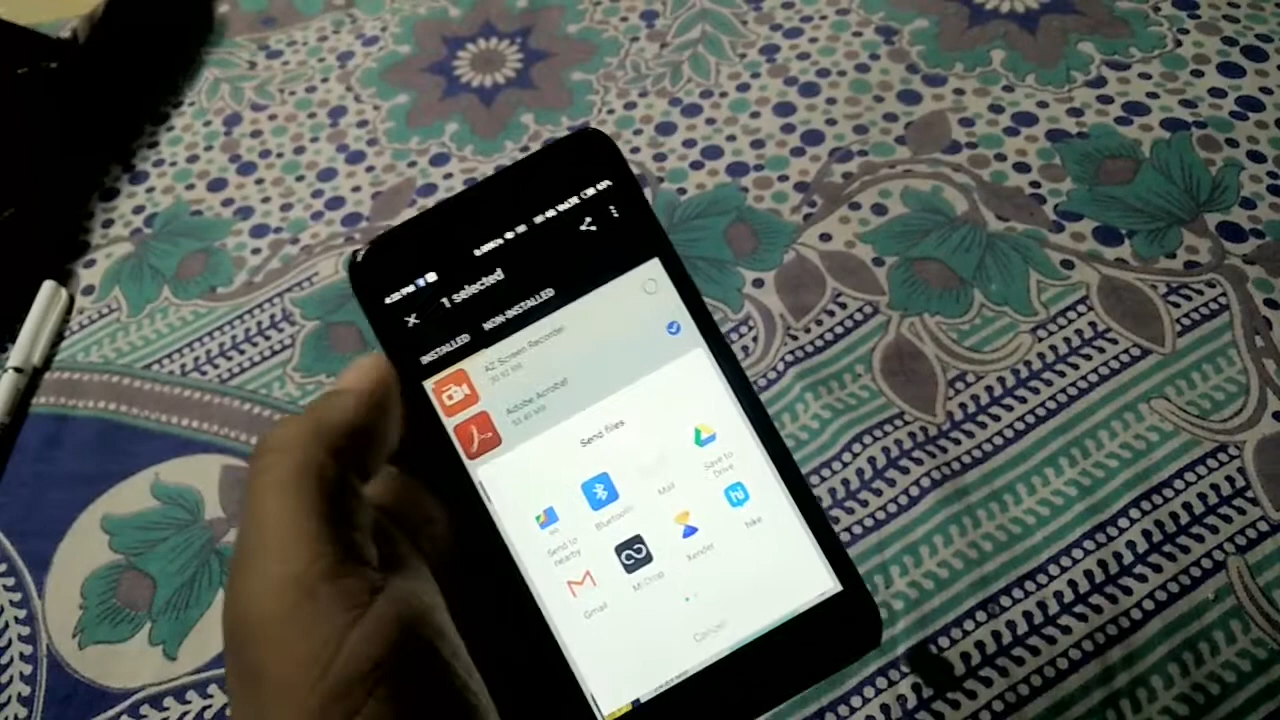 1 selected
INSTALLED NON-INSTALLED
AZ Screen Recorder
Adobe Acrobat
Send files
Send to nearby
Bluetooth
Mail
Save to Drive
Gmail
Mi Drop
Xender
hike
hi
Cancel